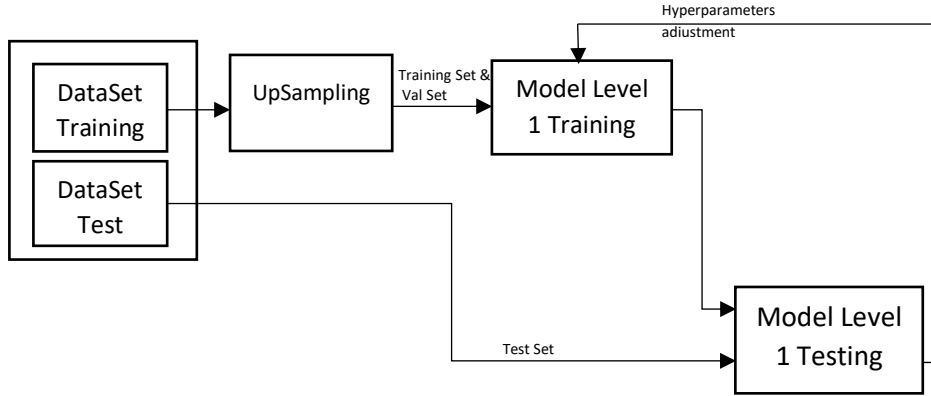 Hyperparameters
adiustment
DataSet
Training
UpSampling
Training Set &
Val Set
Model Level
1 Training
DataSet
Test
Model Level
1 Testing
Test Set